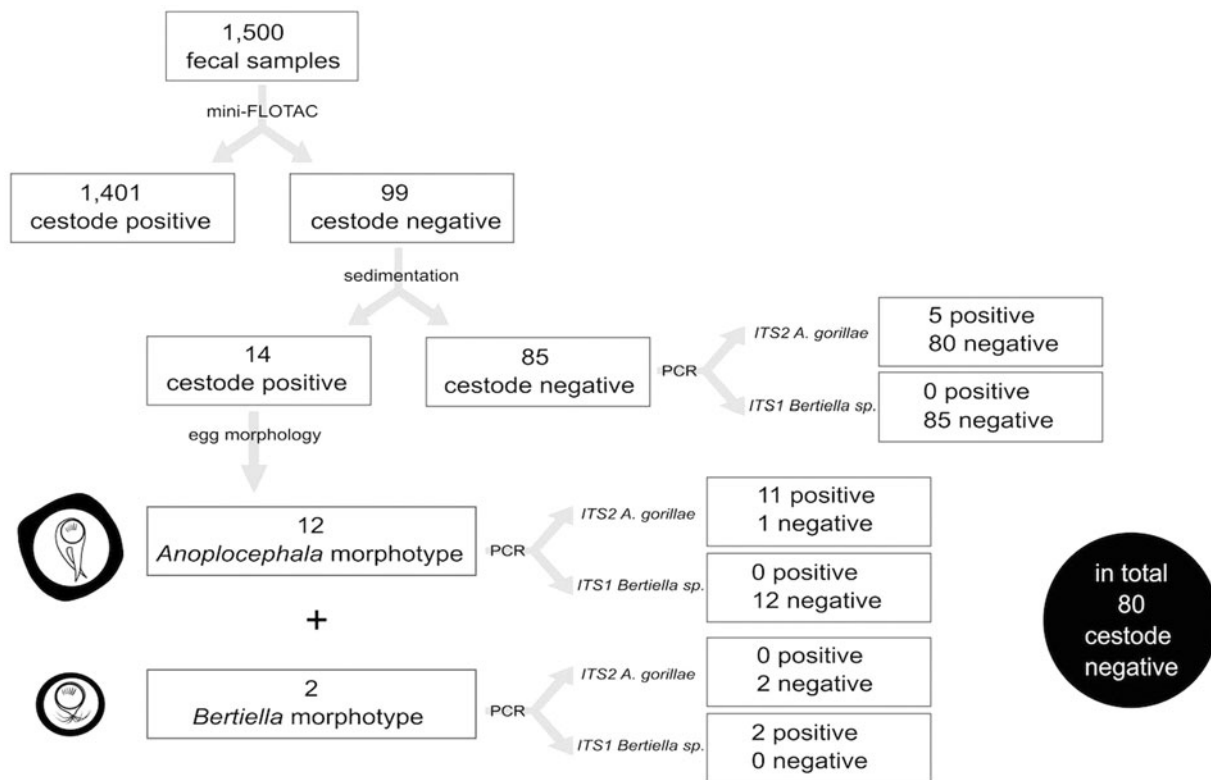 1,500
fecal samples
mini-FLOTAC
1,401
cestode positive
99
cestode negative
sedimentation
14
cestode positive
85
cestode negative
PCR
ITS2 A. gorillae
5 positive
80 negative
ITS1 Bertiella sp.
0 positive
85 negative
egg morphology
12
Anoplocephala morphotype
PCR
ITS2 A. gorillae
11 positive
1 negative
ITS1 Bertiella sp.
0 positive
12 negative
+
2
Bertiella morphotype
PCR
ITS2 A. gorillae
0 positive
2 negative
ITS1 Bertiella sp.
2 positive
0 negative
in total
80
cestode
negative